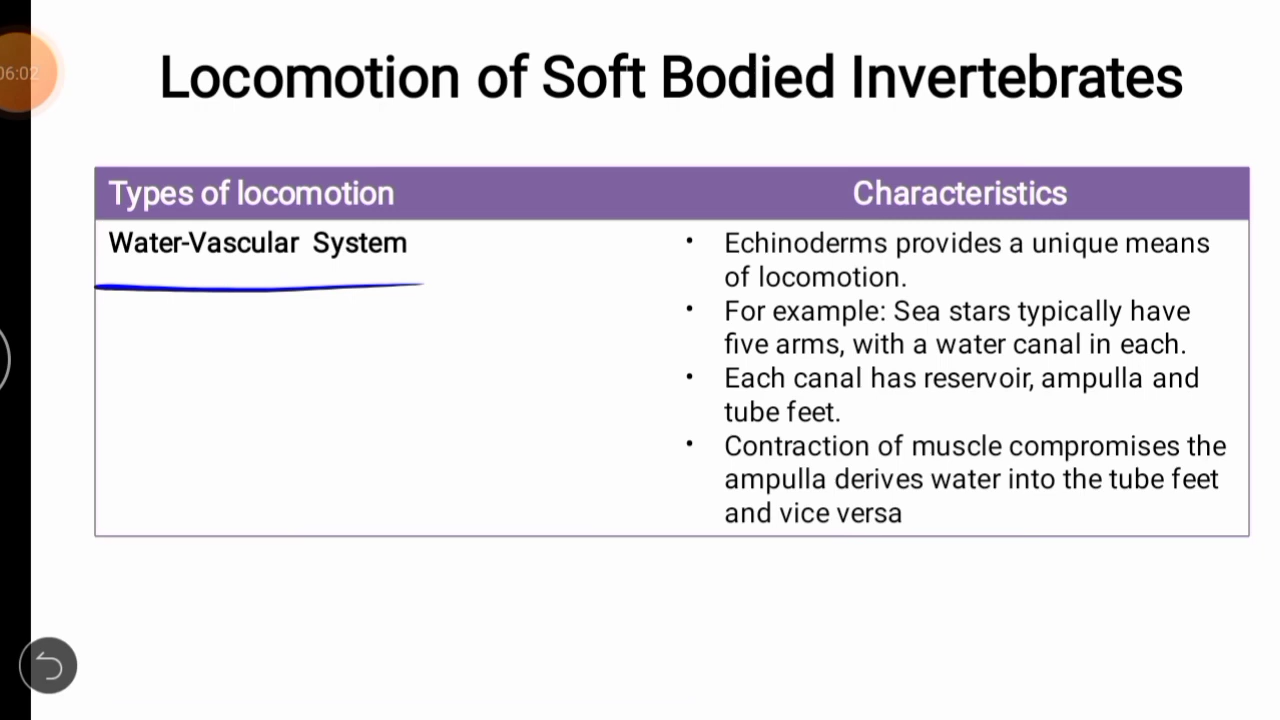 06:02
Locomotion of Soft Bodied Invertebrates
Types of locomotion
Characteristics
Water-Vascular System
• Echinoderms provides a unique means
of locomotion.
• For example: Sea stars typically have
five arms, with a water canal in each.
• Each canal has reservoir, ampulla and
tube feet.
• Contraction of muscle compromises the
ampulla derives water into the tube feet
and vice versa